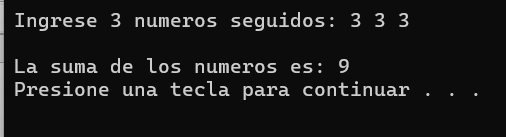 Ingrese 3 numeros seguidos: 3 3 3
La suma de los numeros es: 9
Presione una tecla para continuar . . .